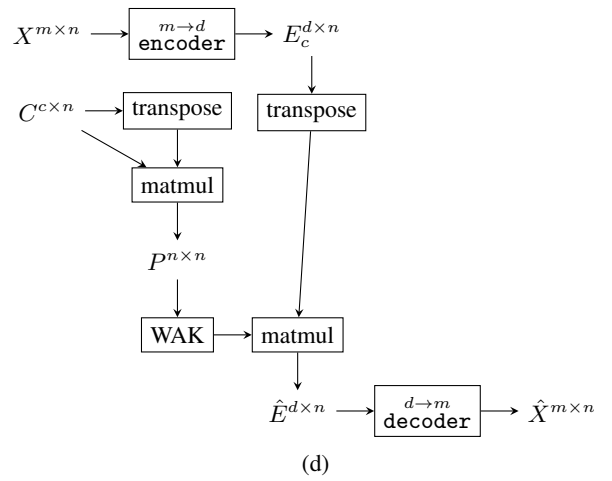 X^{m×n} m→d encoder E_c^{d×n}
C^{c×n} transpose transpose
matmul
P^{n×n}
WAK matmul
Ê^{d×n} d→m decoder X̂^{m×n}
(d)